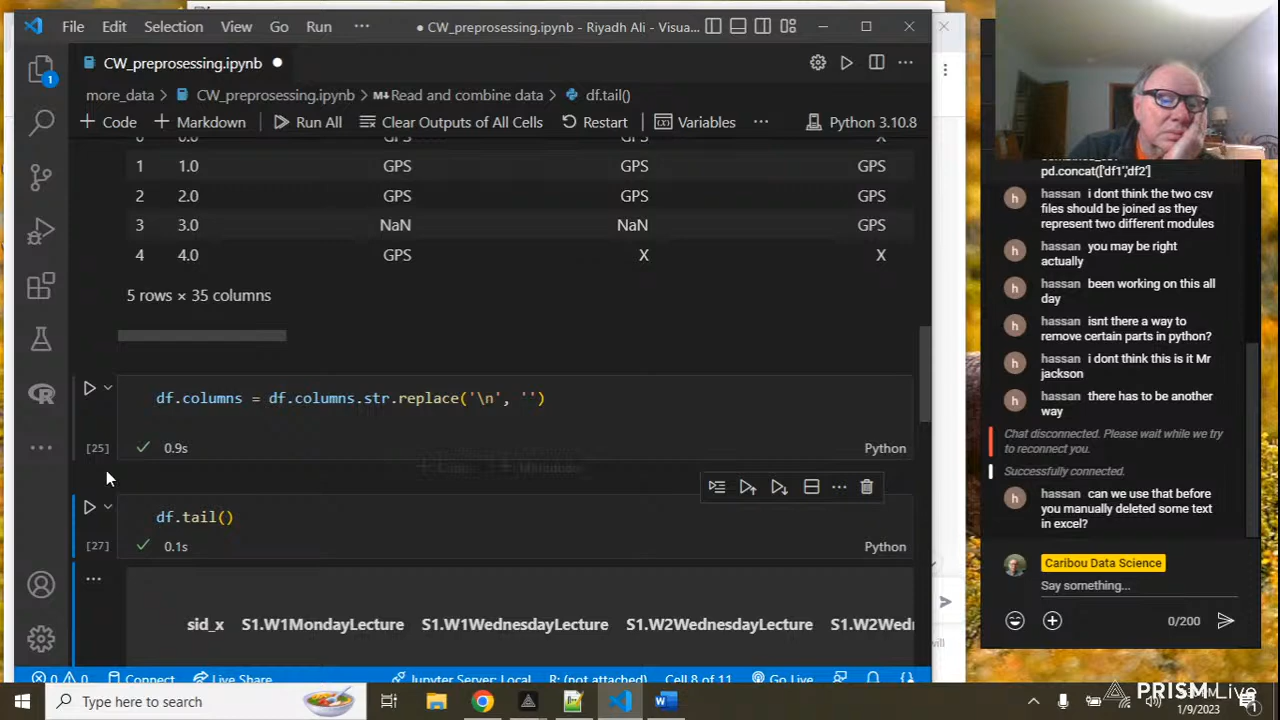 File Edit Selection View Go Run ··· ● CW_preprosessing.ipynb - Riyadh Ali - Visua...
CW_preprosessing.ipynb ●
more_data > CW_preprosessing.ipynb > M↓Read and combine data > df.tail()
+ Code + Markdown Run All Clear Outputs of All Cells Restart Variables ··· Python 3.10.8
1 1.0 GPS GPS GPS
2 2.0 GPS GPS GPS
3 3.0 NaN NaN GPS
4 4.0 GPS X X
5 rows × 35 columns
df.columns = df.columns.str.replace('\n', '')
[25] ✓ 0.9s Python
df.tail()
[27] ✓ 0.1s Python
...
sid_x S1.W1MondayLecture S1.W1WednesdayLecture S1.W2WednesdayLecture S1.W2Wedn
0 0 Connect Live Share Jupyter Server: Local R: (not attached) Cell 8 of 11 Go Live
Type here to search
pd.concat(['df1','df2']
hassan i dont think the two csv
files should be joined as they
represent two different modules
hassan you may be right
actually
hassan been working on this all
day
hassan isnt there a way to
remove certain parts in python?
hassan i dont think this is it Mr
jackson
hassan there has to be another
way
Chat disconnected. Please wait while we try
to reconnect you.
Successfully connected.
hassan can we use that before
you manually deleted some text
in excel?
Caribou Data Science
Say something...
0/200
PRISM Live
1/9/2023